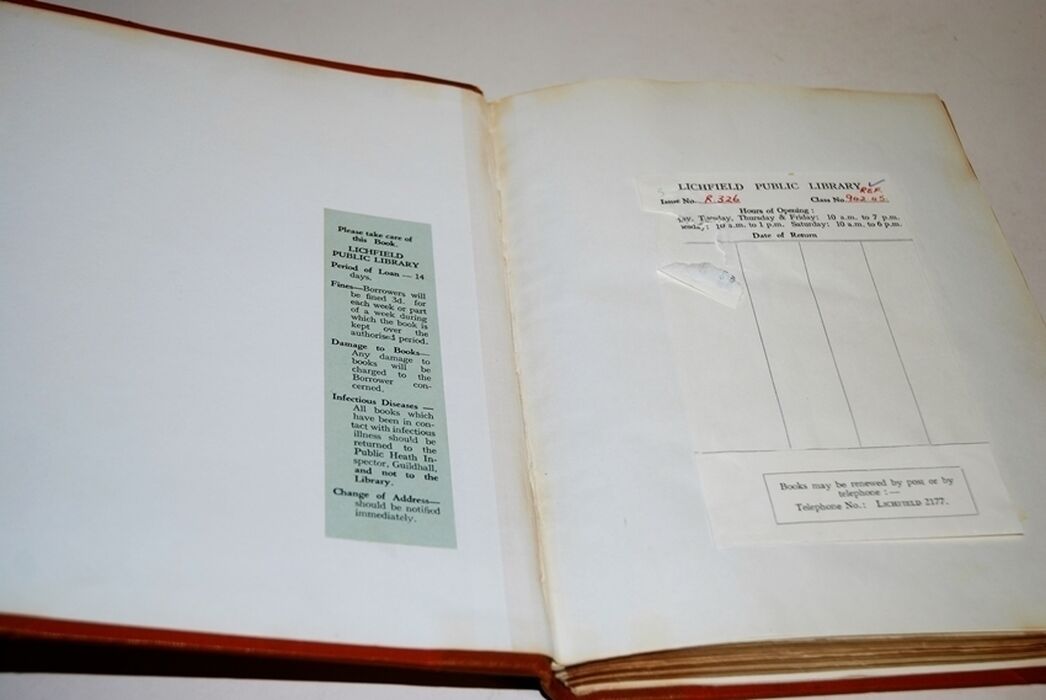 Please take care of
this Book.
LICHFIELD
PUBLIC LIBRARY
Period of Loan — 14
days.
Fines—Borrowers will
be fined 3d. for
each week or part
of a week during
which the book is
kept over the
authorised period.
Damage to Books—
Any damage to
books will be
charged to the
Borrower con-
cerned.
Infectious Diseases —
All books which
have been in con-
tact with infectious
illness should be
returned to the
Public Heath In-
spector, Guildhall,
and not to the
Library.
Change of Address—
should be notified
immediately.
LICHFIELD PUBLIC LIBRARY
REF.
Issue No. R.326 Class No. 942.45
Hours of Opening :
Tuesday, Thursday & Friday: 10 a.m. to 7 p.m.
10 a.m. to 1 p.m. Saturday: 10 a.m. to 6 p.m.
Date of Return
Books may be renewed by post or by
telephone :—
Telephone No.: LICHFIELD 2177.